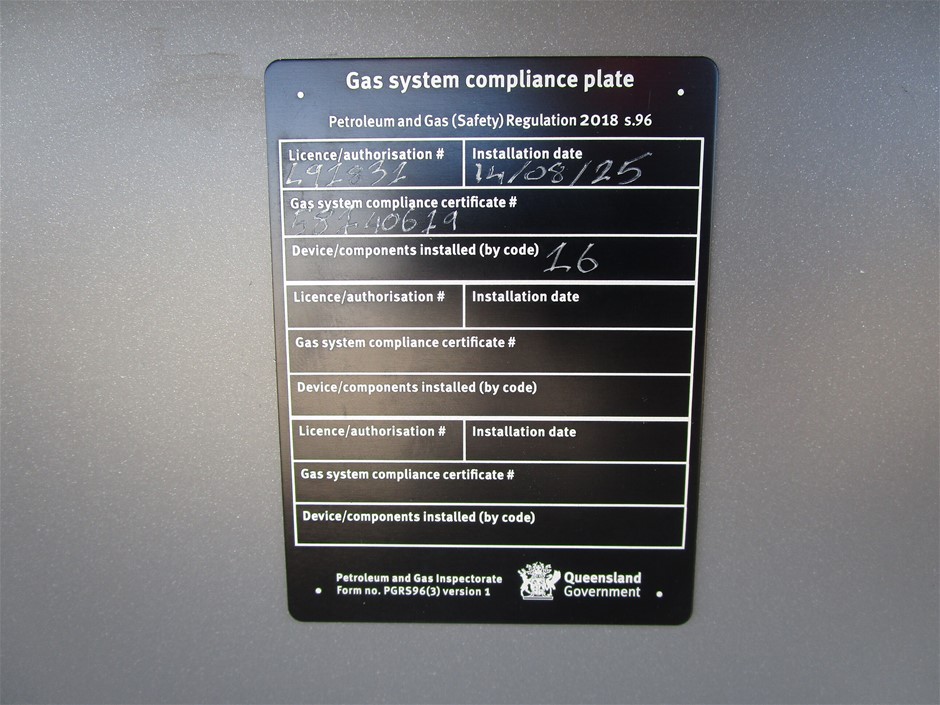 Gas system compliance plate
Petroleum and Gas (Safety) Regulation 2018 s.96
Licence/authorisation # Installation date
14/08/25
Gas system compliance certificate #
Device/components installed (by code) 16
Licence/authorisation # Installation date
Gas system compliance certificate #
Device/components installed (by code)
Licence/authorisation # Installation date
Gas system compliance certificate #
Device/components installed (by code)
Petroleum and Gas Inspectorate
Form no. PGRS96(3) version 1
Queensland
Government